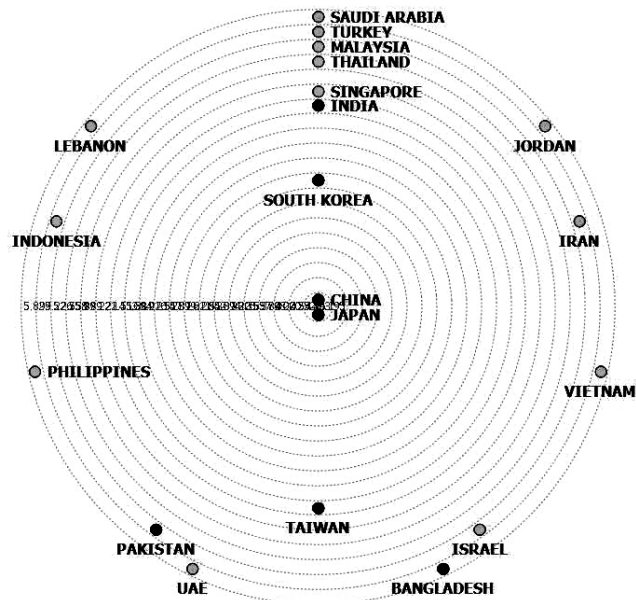 SAUDI ARABIA
TURKEY
MALAYSIA
THAILAND
SINGAPORE
INDIA
LEBANON
JORDAN
SOUTH KOREA
INDONESIA
IRAN
CHINA
JAPAN
PHILIPPINES
VIETNAM
TAIWAN
PAKISTAN
ISRAEL
UAE
BANGLADESH